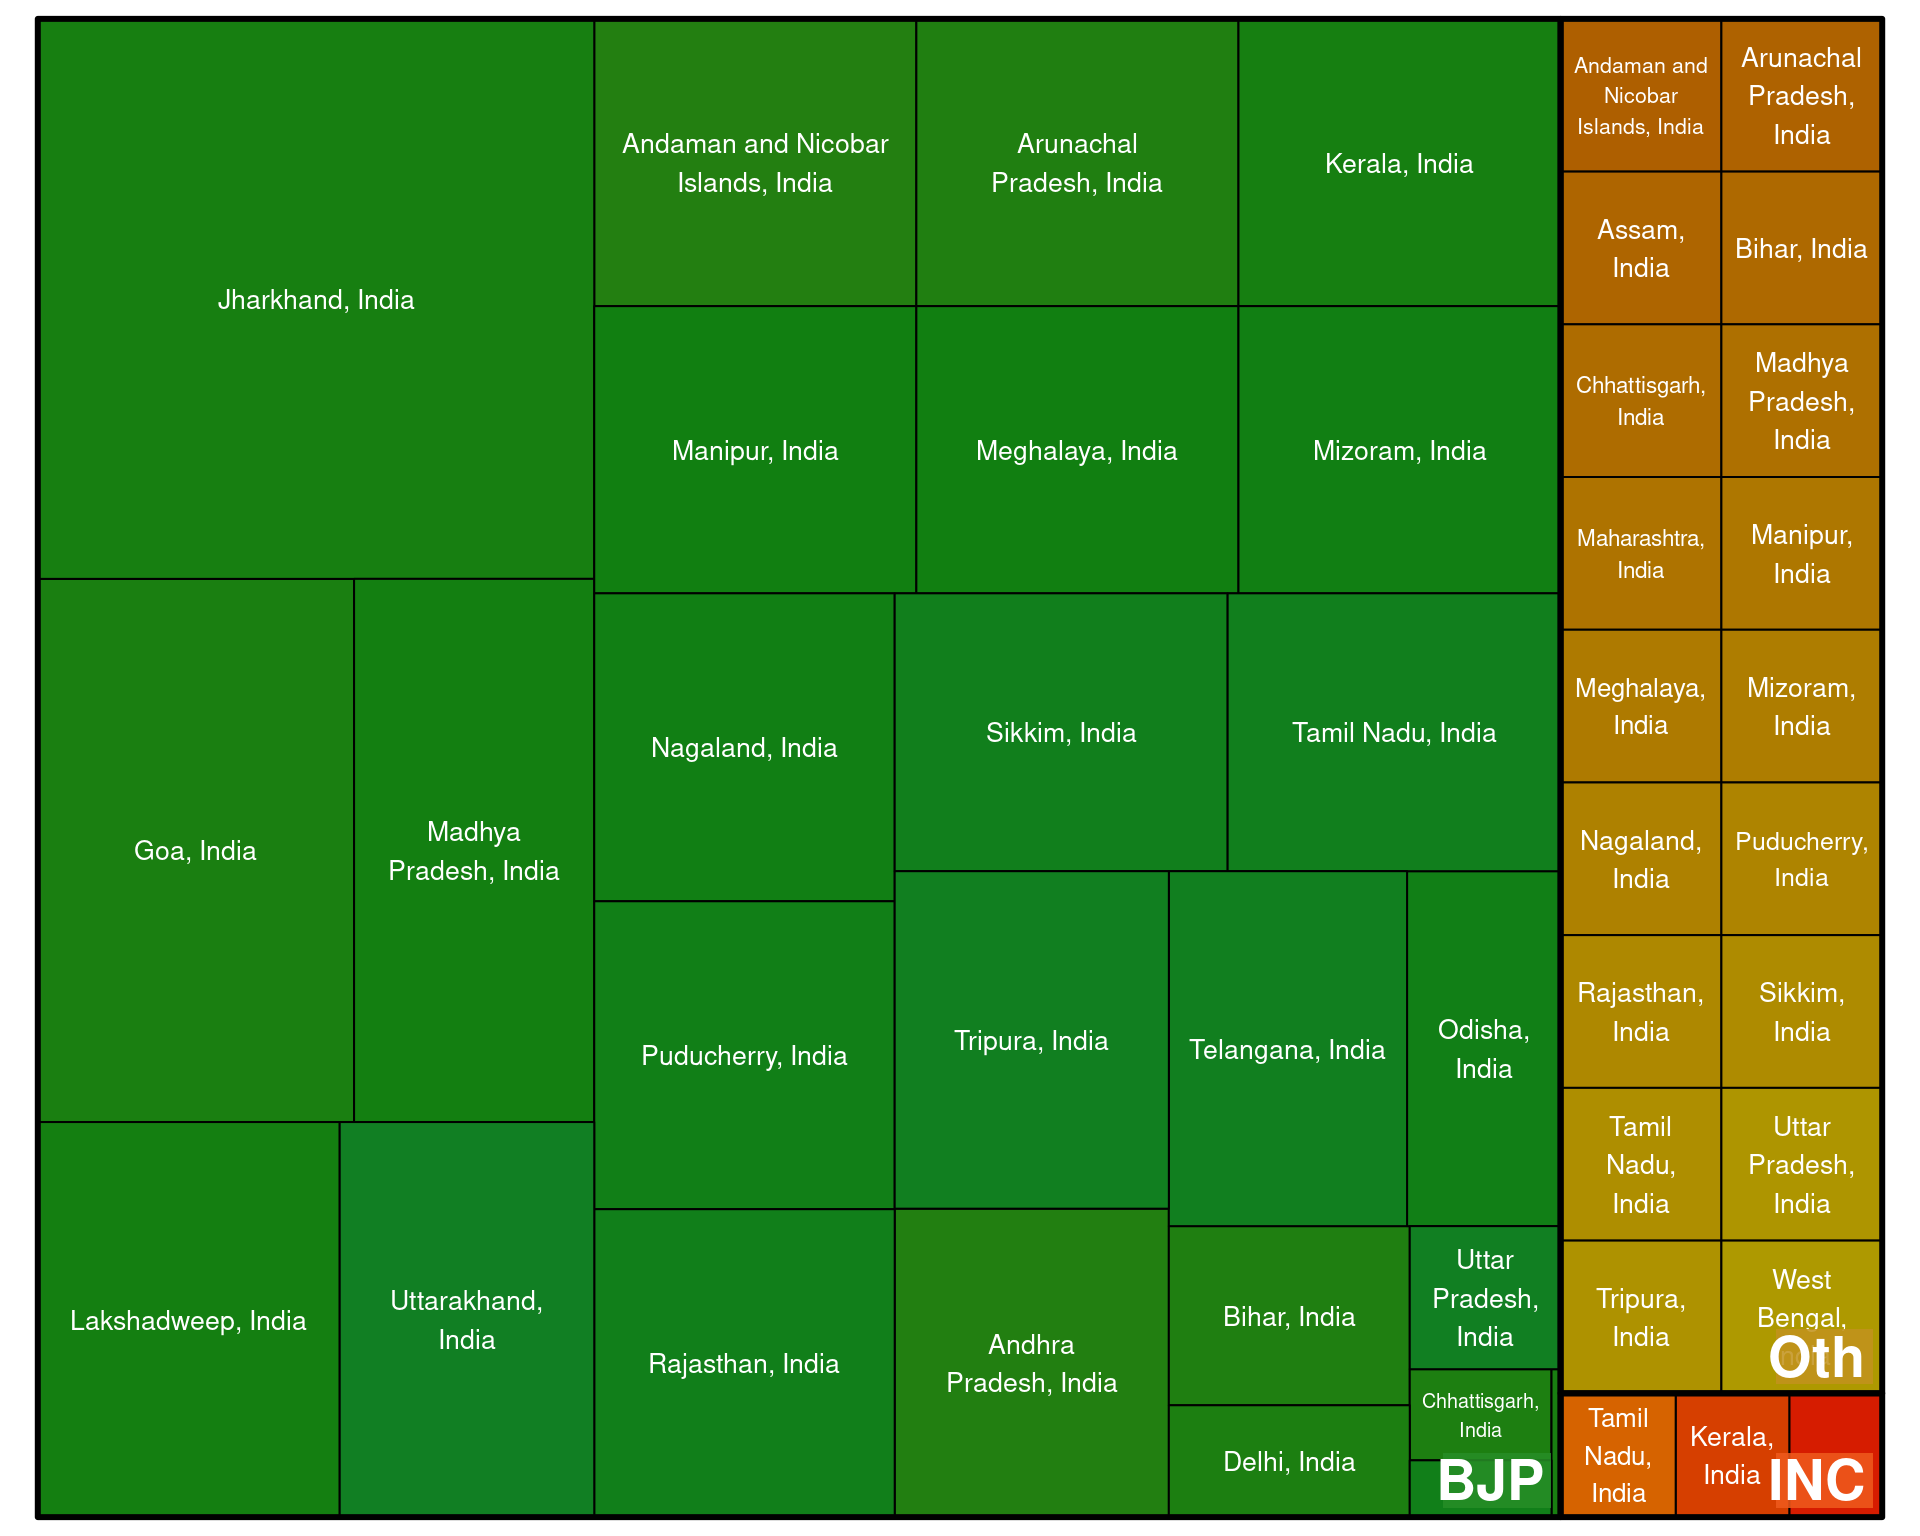 Jharkhand, India
Goa, India
Madhya
Pradesh, India
Lakshadweep, India
Uttarakhand,
India
Andaman and Nicobar
Islands, India
Arunachal
Pradesh, India
Kerala, India
Manipur, India
Meghalaya, India
Mizoram, India
Nagaland, India
Sikkim, India
Tamil Nadu, India
Puducherry, India
Tripura, India
Telangana, India
Odisha,
India
Rajasthan, India
Andhra
Pradesh, India
Bihar, India
Delhi, India
Uttar
Pradesh,
India
Chhattisgarh,
India
BJP
Andaman and
Nicobar
Islands, India
Arunachal
Pradesh,
India
Assam,
India
Bihar, India
Chhattisgarh,
India
Madhya
Pradesh,
India
Maharashtra,
India
Manipur,
India
Meghalaya,
India
Mizoram,
India
Nagaland,
India
Puducherry,
India
Rajasthan,
India
Sikkim,
India
Tamil
Nadu,
India
Uttar
Pradesh,
India
Tripura,
India
West
Bengal,
Oth
Tamil
Nadu,
India
Kerala,
India
INC